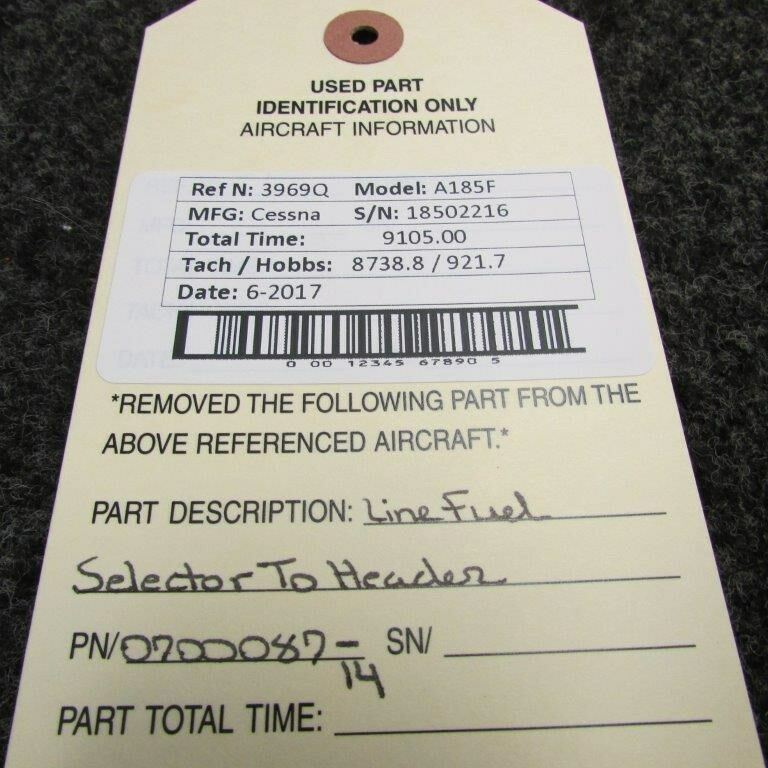 USED PART
IDENTIFICATION ONLY
AIRCRAFT INFORMATION
Ref N: 3969Q Model: A185F
MFG: Cessna S/N: 18502216
Total Time: 9105.00
Tach / Hobbs: 8738.8 / 921.7
Date: 6-2017
0 00 12345 67890 5
*REMOVED THE FOLLOWING PART FROM THE
ABOVE REFERENCED AIRCRAFT.*
PART DESCRIPTION: Line Fuel
Selector To Header
PN/0700087-14 SN/
PART TOTAL TIME: